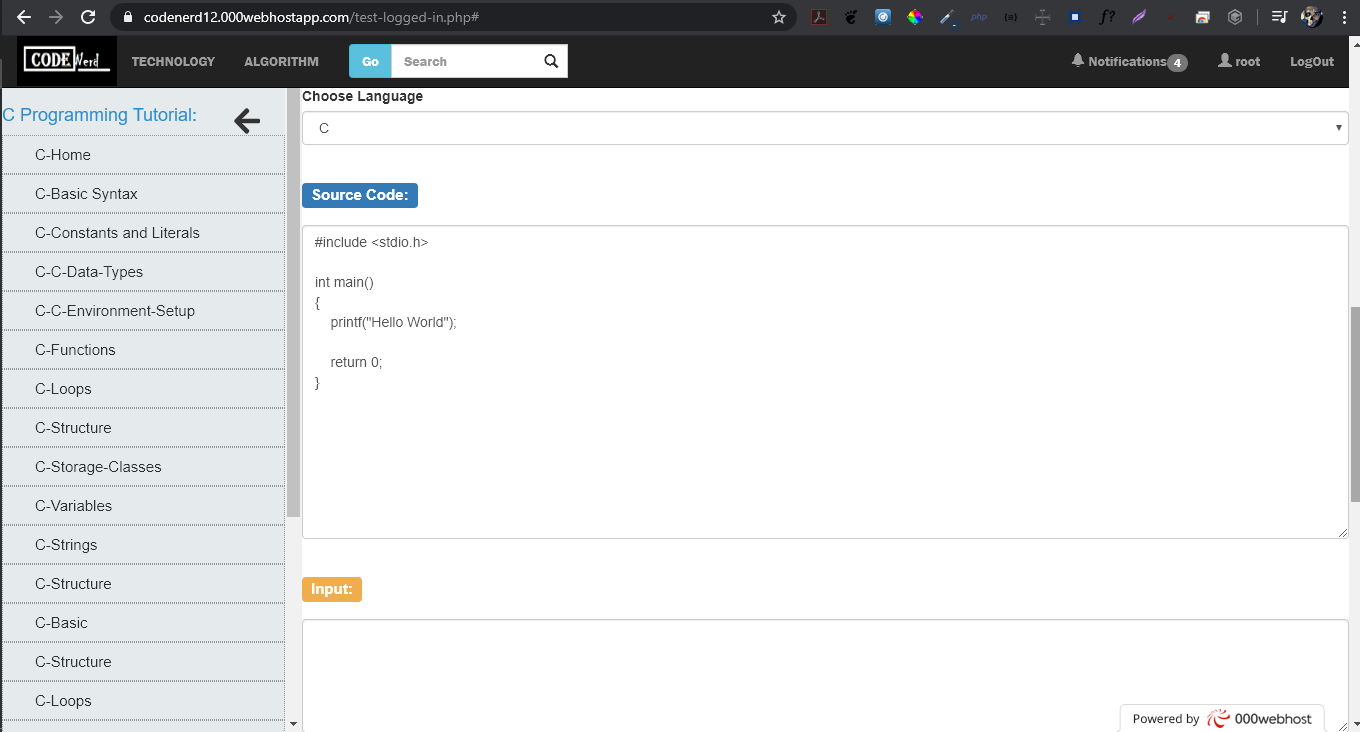 codenerd12.000webhostapp.com/test-logged-in.php#
CODE Nerd
TECHNOLOGY
ALGORITHM
Go
Search
Notifications 4
root
LogOut
C Programming Tutorial:
C-Home
C-Basic Syntax
C-Constants and Literals
C-C-Data-Types
C-C-Environment-Setup
C-Functions
C-Loops
C-Structure
C-Storage-Classes
C-Variables
C-Strings
C-Structure
C-Basic
C-Structure
C-Loops
Choose Language
C
Source Code:
#include <stdio.h>
int main()
{
printf("Hello World");
return 0;
}
Input:
Powered by 000webhost